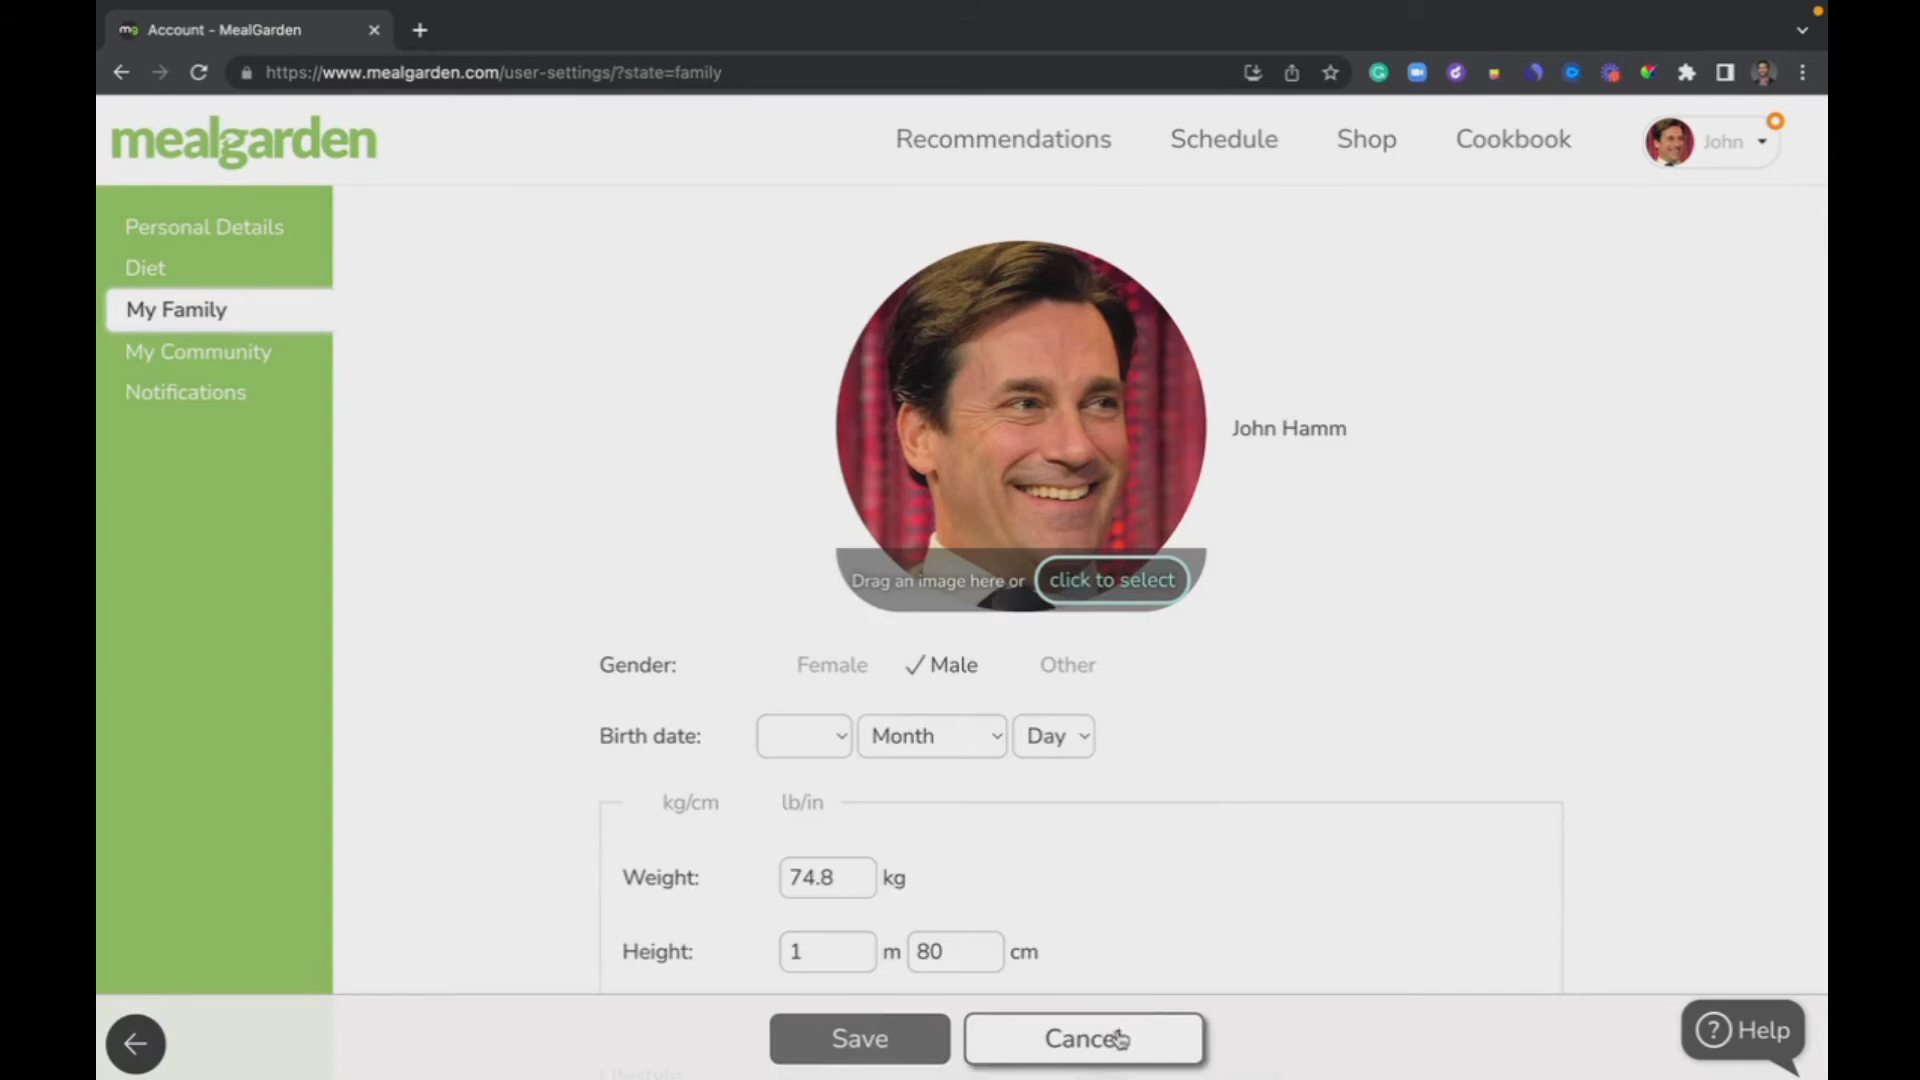 mg Account - MealGarden
https://www.mealgarden.com/user-settings/?state=family
mealgarden
Recommendations Schedule Shop Cookbook John
Personal Details
Diet
My Family
My Community
Notifications
John Hamm
Drag an image here or click to select
Gender: Female Male Other
Birth date: Month Day
kg/cm lb/in
Weight: 74.8 kg
Height: 1 m 80 cm
Save Cancel
? Help
Lifestyle